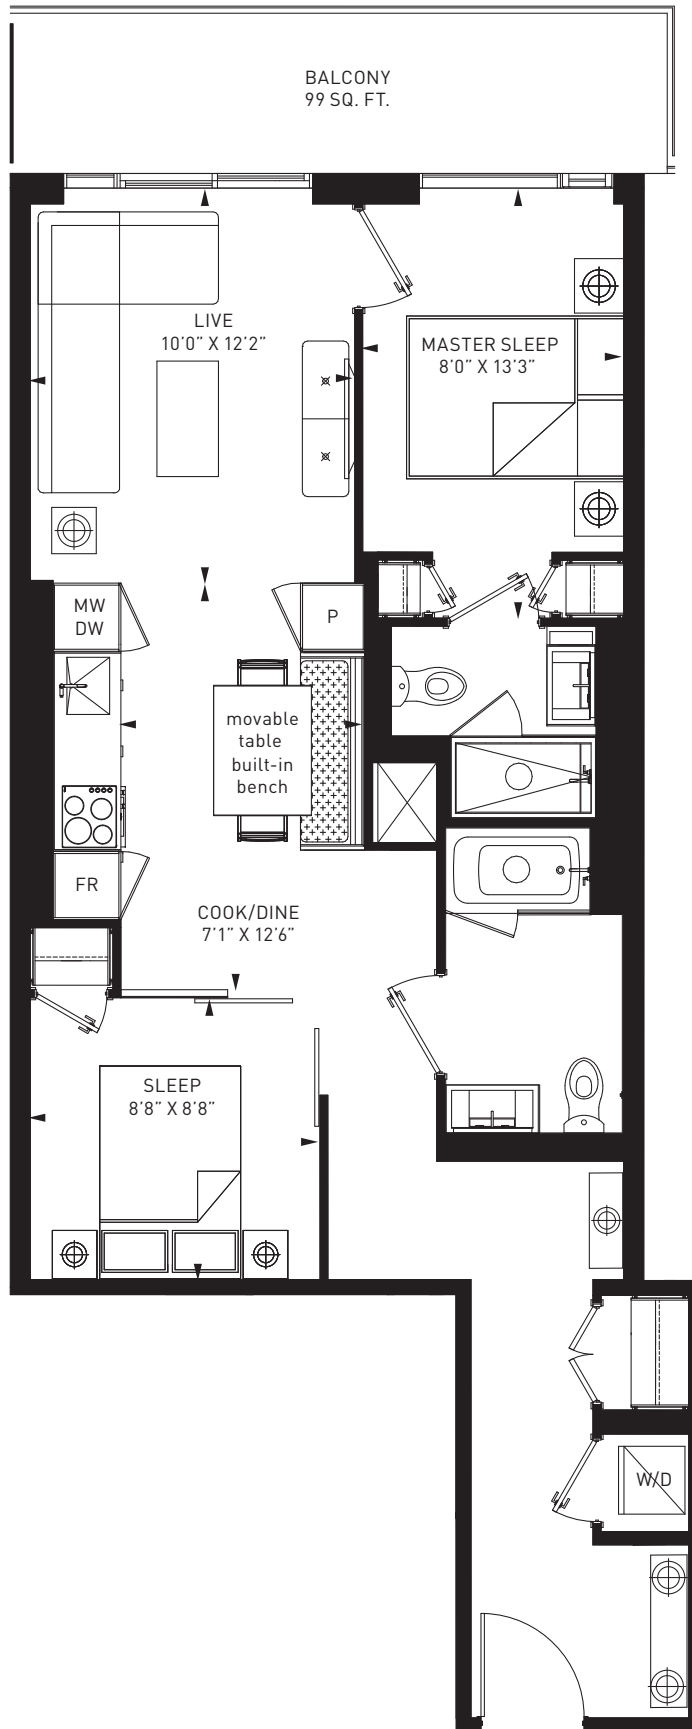 BALCONY
99 SQ. FT.
LIVE
10’0” X 12’2”
MASTER SLEEP
8’0” X 13’3”
MW
DW
P
movable
table
built-in
bench
FR
COOK/DINE
7’1” X 12’6”
SLEEP
8’8” X 8’8”
W/D